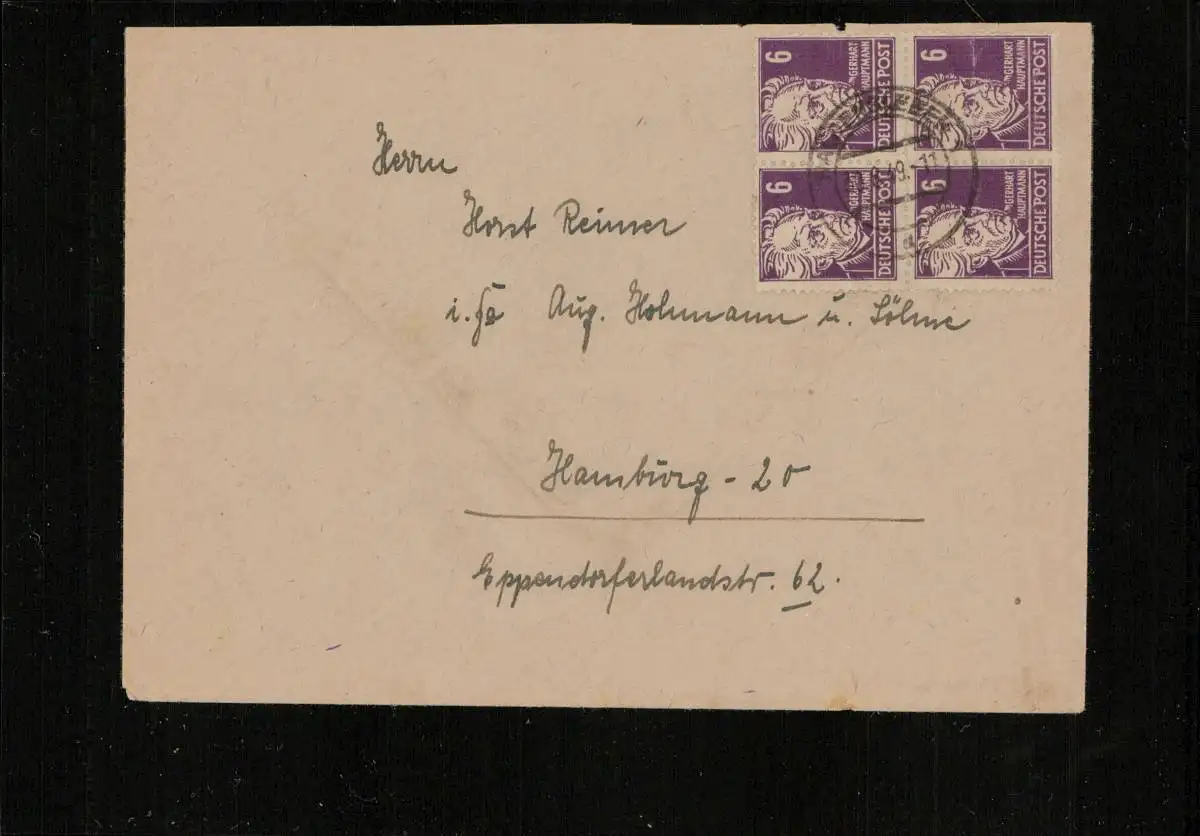 6 GERHART HAUPTMANN DEUTSCHE POST
6 GERHART HAUPTMANN DEUTSCHE POST
6 GERHART HAUPTMANN DEUTSCHE POST
6 GERHART HAUPTMANN DEUTSCHE POST
Herrn
Horst Reimer
i. Fa Aug. Hohmann u. Söhne
Hamburg - 20
Eppendorferlandstr. 62.